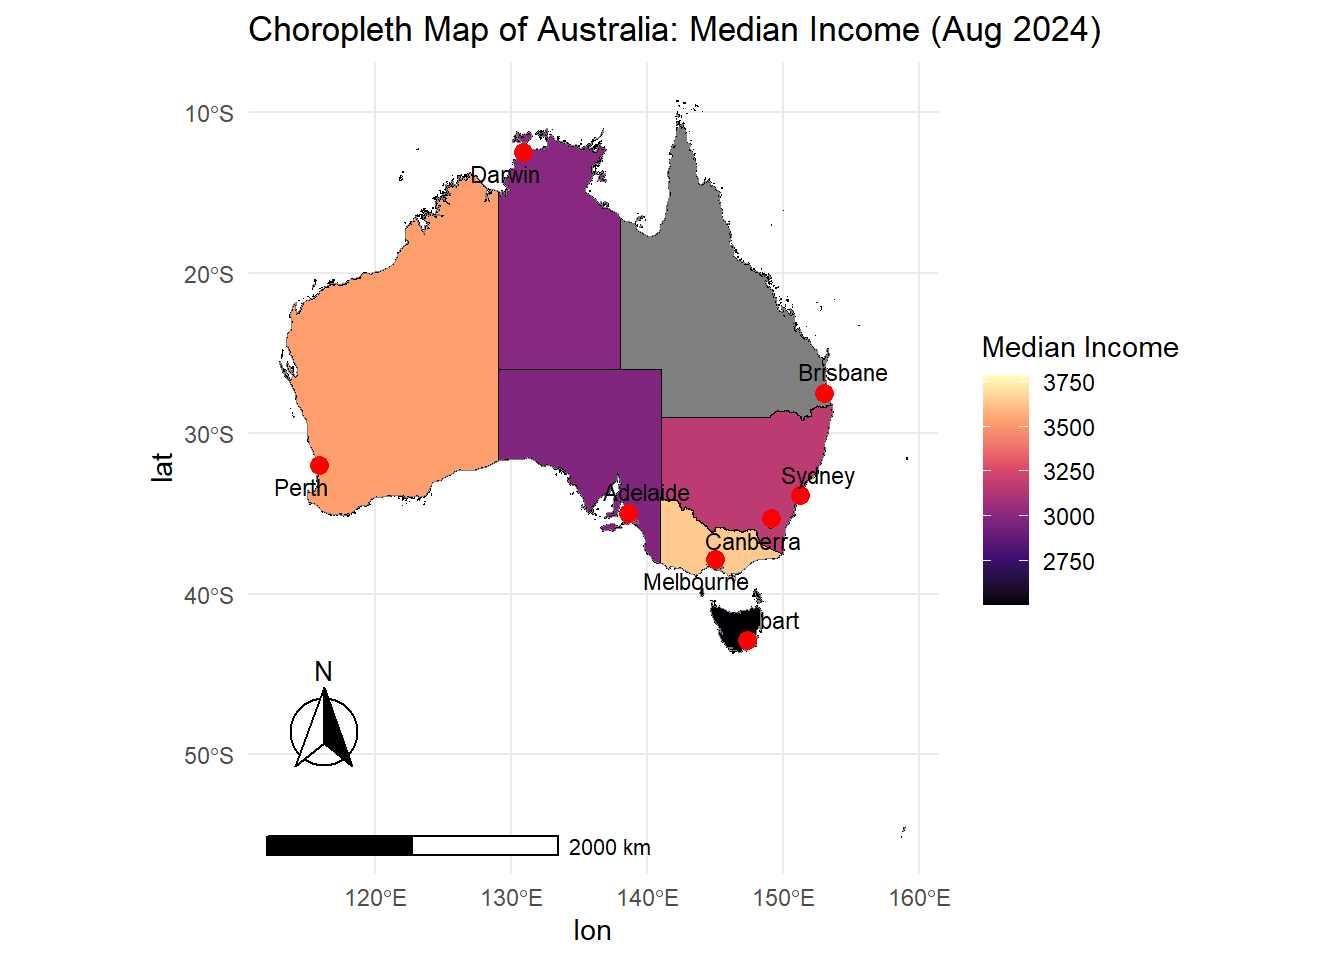 Choropleth Map of Australia: Median Income (Aug 2024)
10°S
20°S
30°S
40°S
50°S
lat
Darwin
Brisbane
Perth
Adelaide
Sydney
Canberra
Melbourne
bart
N
2000 km
120°E
130°E
140°E
150°E
160°E
lon
Median Income
3750
3500
3250
3000
2750